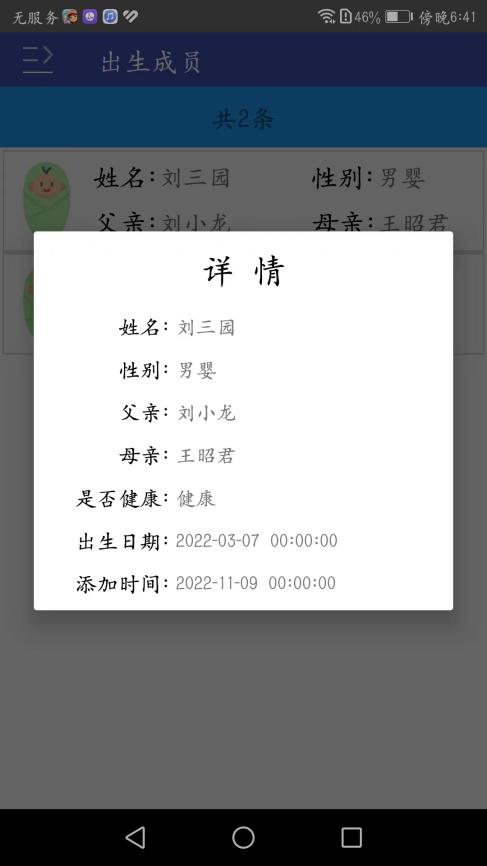 无服务 46% 傍晚6:41
出生成员
共2条
姓名：刘三园 性别：男婴
父亲：刘小龙 母亲：王昭君
详 情
姓名：刘三园
性别：男婴
父亲：刘小龙
母亲：王昭君
是否健康：健康
出生日期：2022-03-07 00:00:00
添加时间：2022-11-09 00:00:00